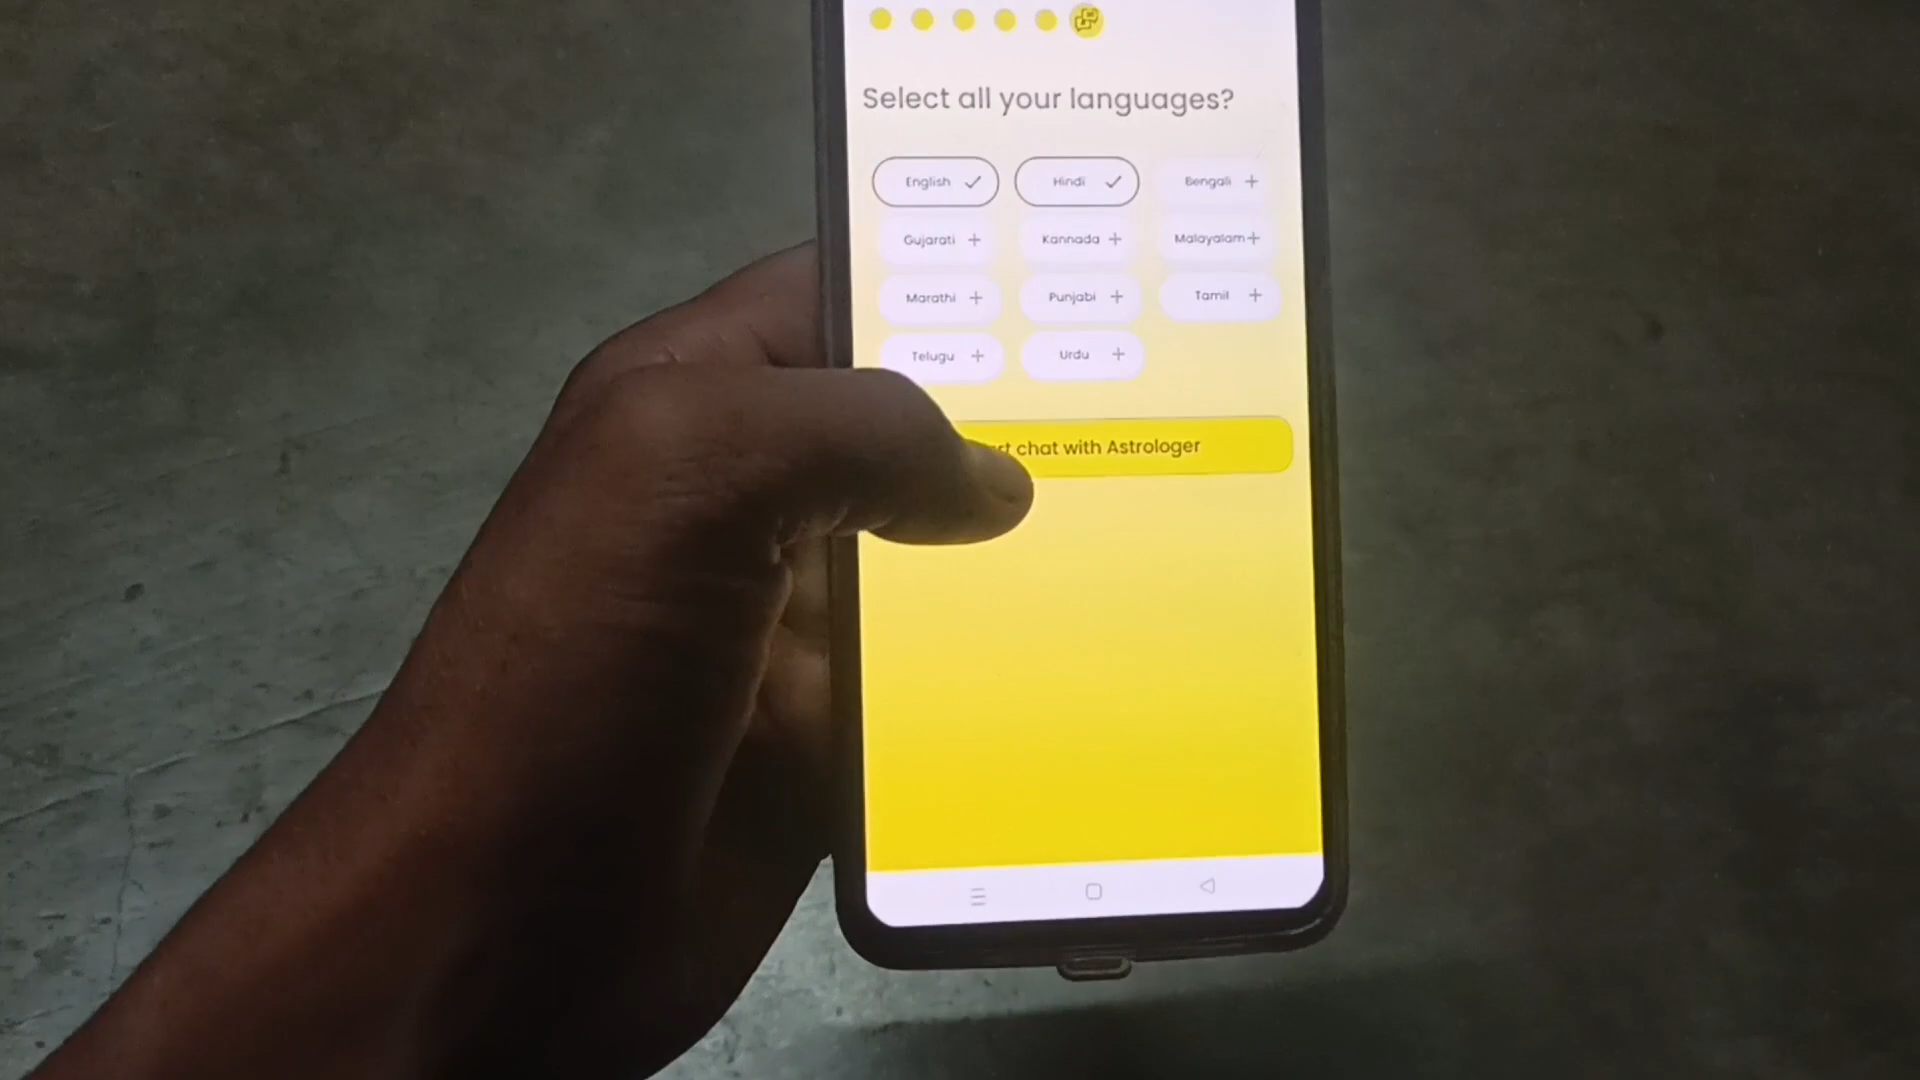 Select all your languages?
English Hindi Bengali
Gujarati Kannada Malayalam
Marathi Punjabi Tamil
Telugu Urdu
chat with Astrologer